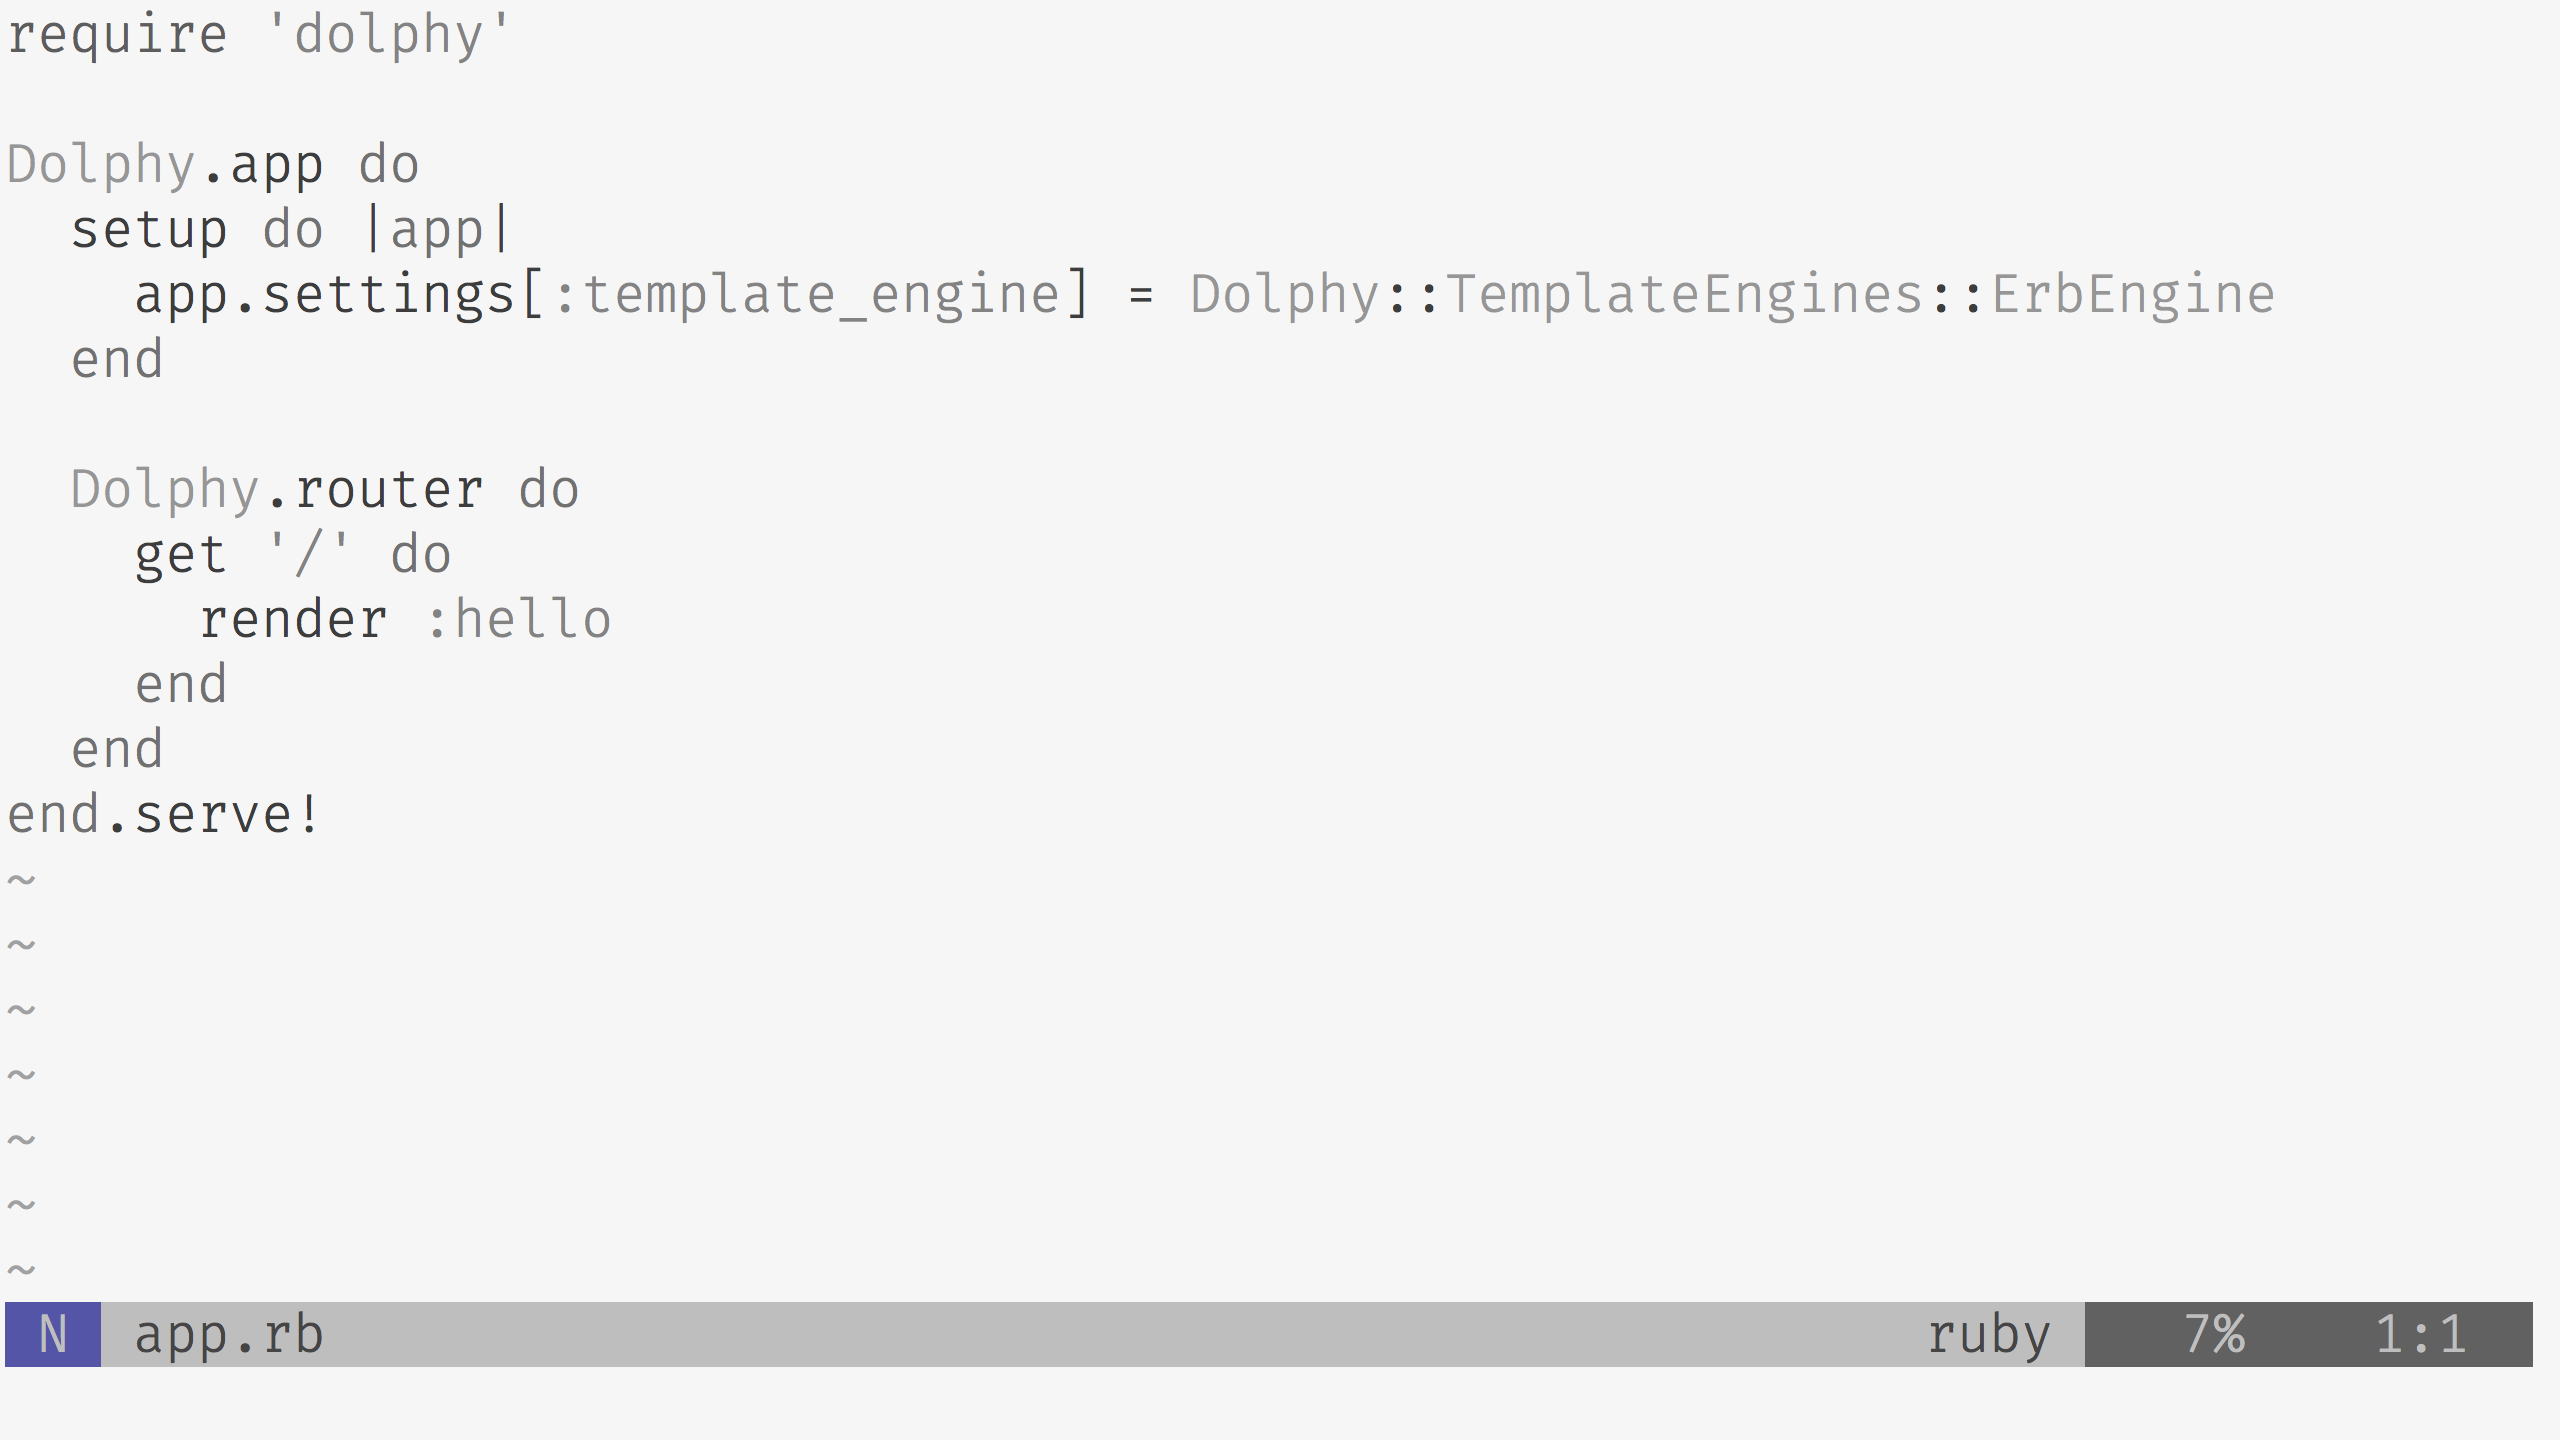 require 'dolphy'

Dolphy.app do
  setup do |app|
    app.settings[:template_engine] = Dolphy::TemplateEngines::ErbEngine
  end

  Dolphy.router do
    get '/' do
      render :hello
    end
  end
end.serve!
~
~
~
~
~
~
~
N app.rb ruby 7% 1:1